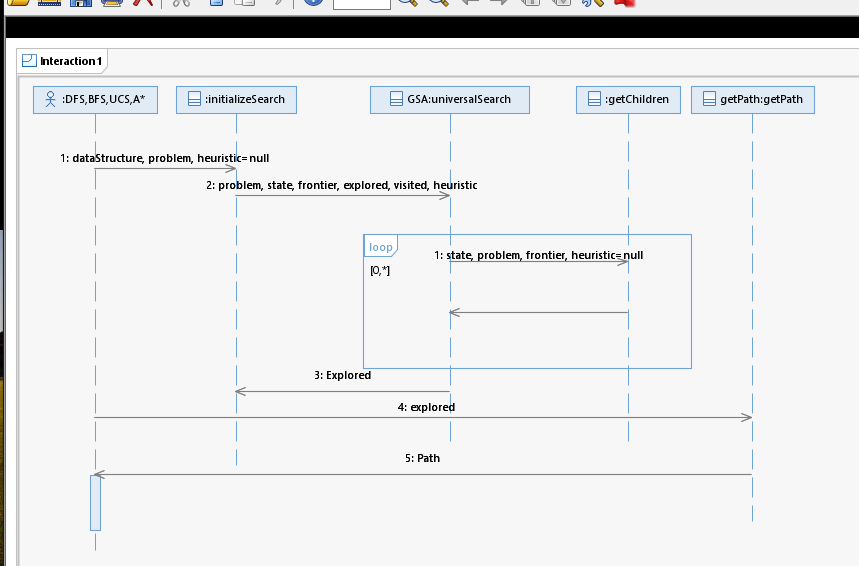 Interaction1
:DFS,BFS,UCS,A*
:initializeSearch
GSA:universalSearch
:getChildren
getPath:getPath
1: dataStructure, problem, heuristic=null
2: problem, state, frontier, explored, visited, heuristic
loop
1: state, problem, frontier, heuristic=null
[0,*]
3: Explored
4: explored
5: Path